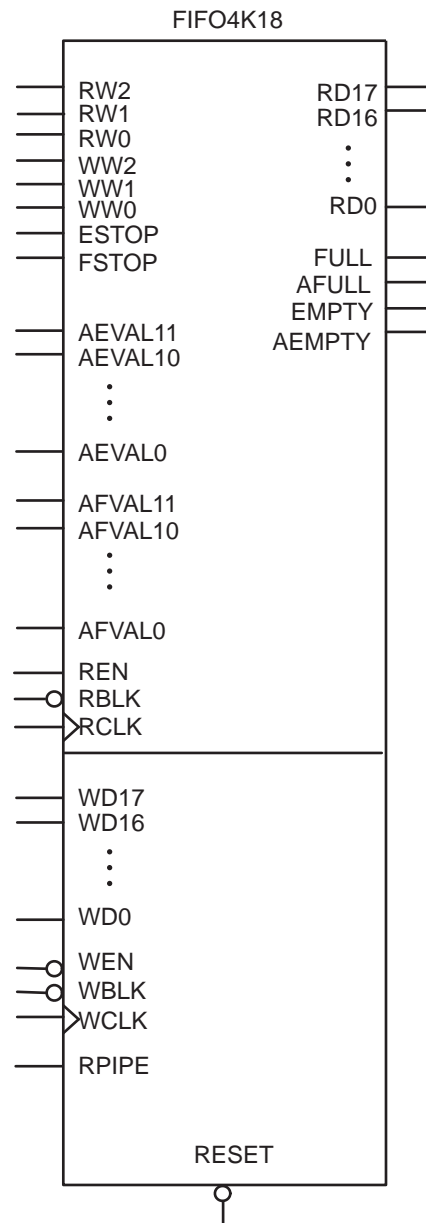 FIFO4K18
RW2
RW1
RW0
WW2
WW1
WW0
ESTOP
FSTOP
AEVAL11
AEVAL10
AEVAL0
AFVAL11
AFVAL10
AFVAL0
REN
RBLK
RCLK
WD17
WD16
WD0
WEN
WBLK
WCLK
RPIPE
RD17
RD16
RD0
FULL
AFULL
EMPTY
AEMPTY
RESET